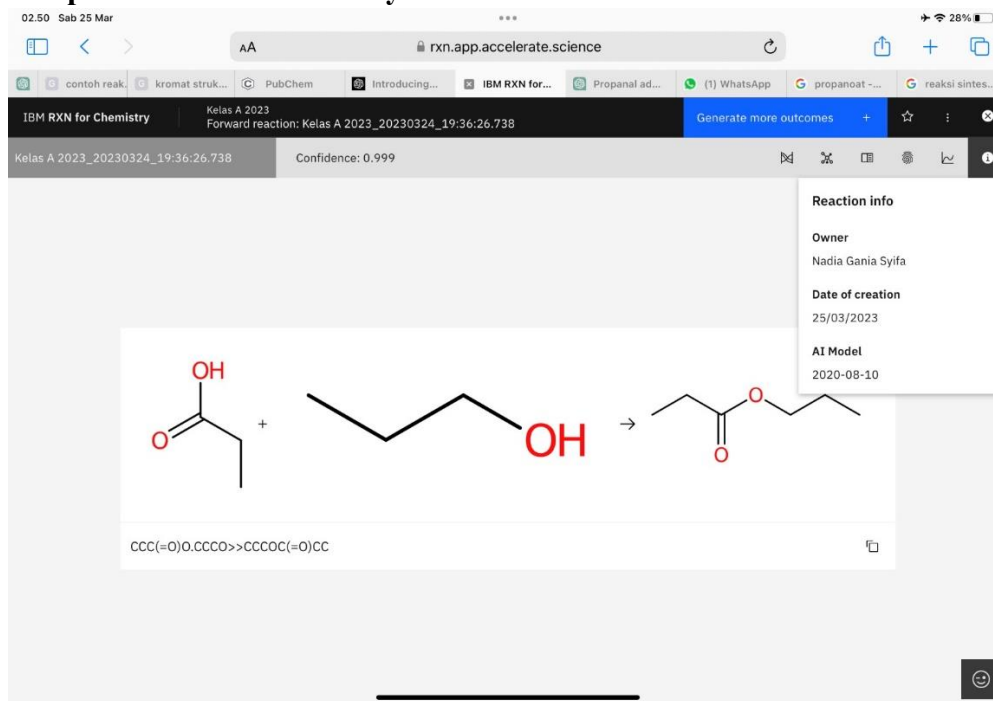 02.50 Sab 25 Mar
28%
AA
rxn.app.accelerate.science
contoh reak.
kromat struk...
PubChem
Introducing...
IBM RXN for...
Propanal ad...
(1) WhatsApp
propanoat -...
reaksi sintes..
IBM RXN for Chemistry
Kelas A 2023
Forward reaction: Kelas A 2023_20230324_19:36:26.738
Generate more outcomes +
Kelas A 2023_20230324_19:36:26.738
Confidence: 0.999
Reaction info
Owner
Nadia Gania Syifa
Date of creation
25/03/2023
AI Model
2020-08-10
OH
O
+
OH
→
O
O
CCC(=O)O.CCCO>>CCCOC(=O)CC